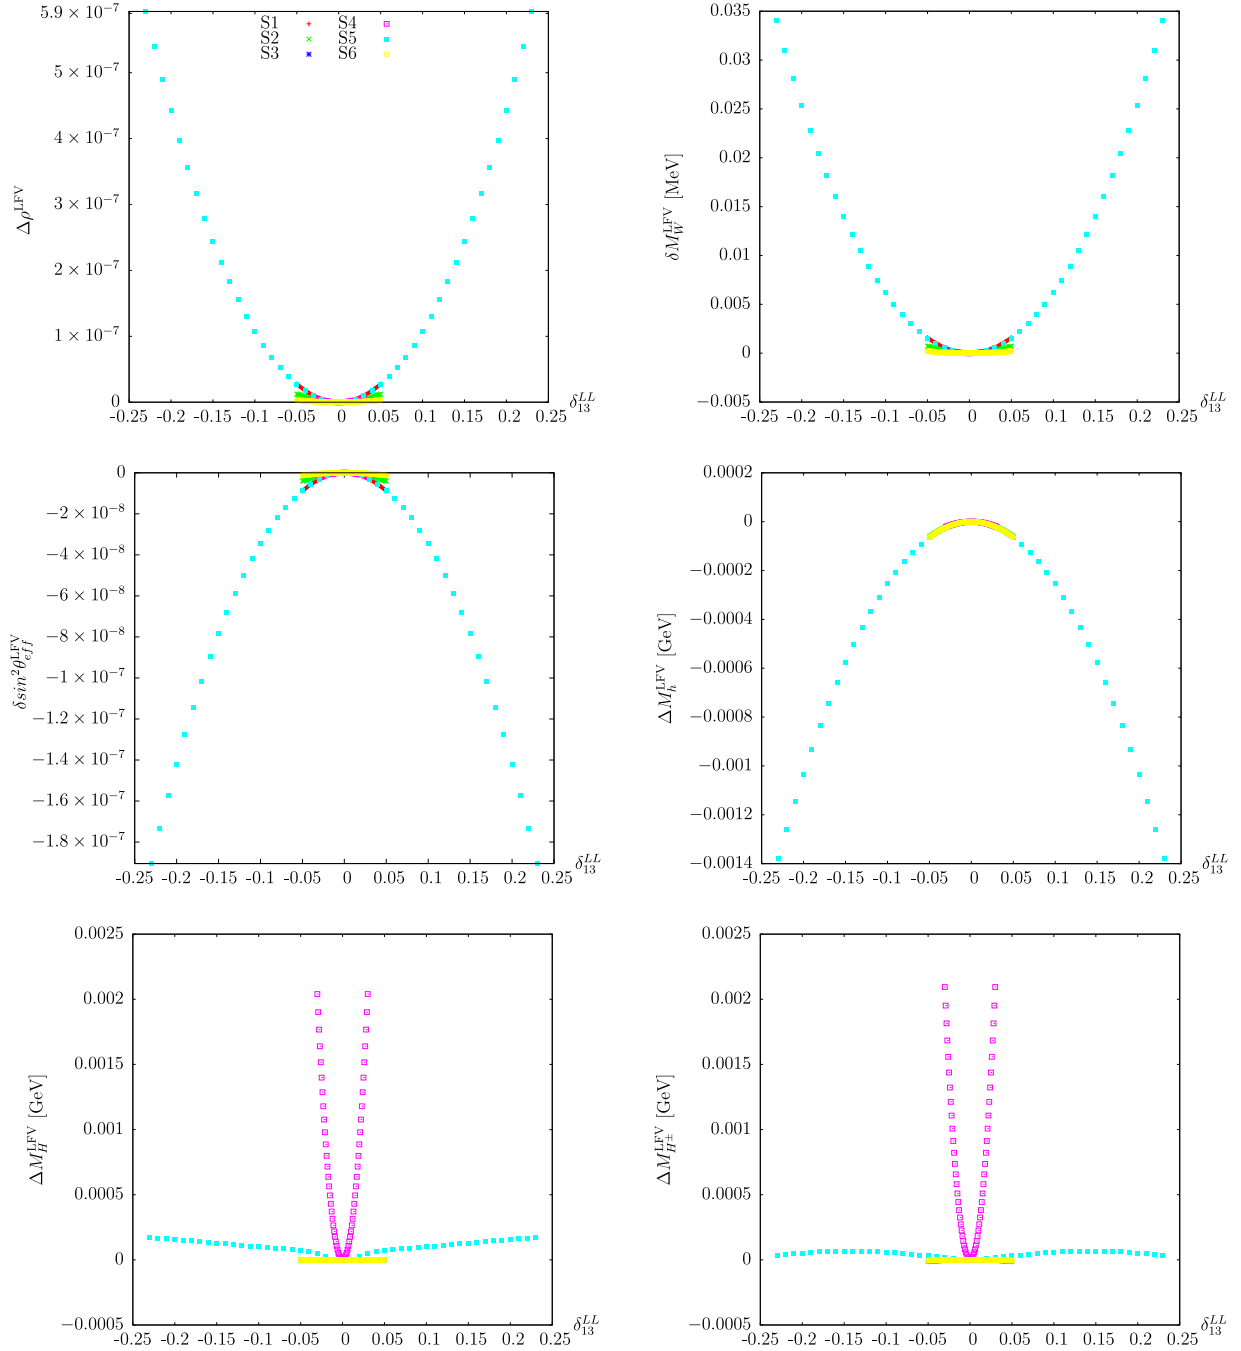 5.9 × 10⁻⁷
5 × 10⁻⁷
4 × 10⁻⁷
3 × 10⁻⁷
2 × 10⁻⁷
1 × 10⁻⁷
0
Δρ^LFV
S1 S4
S2 S5
S3 S6
-0.25 -0.2 -0.15 -0.1 -0.05 0 0.05 0.1 0.15 0.2 0.25 δ₁₃^LL
0.035
0.03
0.025
0.02
0.015
0.01
0.005
0
−0.005
δM_W^LFV [MeV]
-0.25 -0.2 -0.15 -0.1 -0.05 0 0.05 0.1 0.15 0.2 0.25 δ₁₃^LL
0
−2 × 10⁻⁸
−4 × 10⁻⁸
−6 × 10⁻⁸
−8 × 10⁻⁸
−1 × 10⁻⁷
−1.2 × 10⁻⁷
−1.4 × 10⁻⁷
−1.6 × 10⁻⁷
−1.8 × 10⁻⁷
δsin²θ_eff^LFV
-0.25 -0.2 -0.15 -0.1 -0.05 0 0.05 0.1 0.15 0.2 0.25 δ₁₃^LL
0.0002
0
−0.0002
−0.0004
−0.0006
−0.0008
−0.001
−0.0012
−0.0014
ΔM_h^LFV [GeV]
-0.25 -0.2 -0.15 -0.1 -0.05 0 0.05 0.1 0.15 0.2 0.25 δ₁₃^LL
0.0025
0.002
0.0015
0.001
0.0005
0
−0.0005
ΔM_H^LFV [GeV]
-0.25 -0.2 -0.15 -0.1 -0.05 0 0.05 0.1 0.15 0.2 0.25 δ₁₃^LL
0.0025
0.002
0.0015
0.001
0.0005
0
−0.0005
ΔM_H±^LFV [GeV]
-0.25 -0.2 -0.15 -0.1 -0.05 0 0.05 0.1 0.15 0.2 0.25 δ₁₃^LL